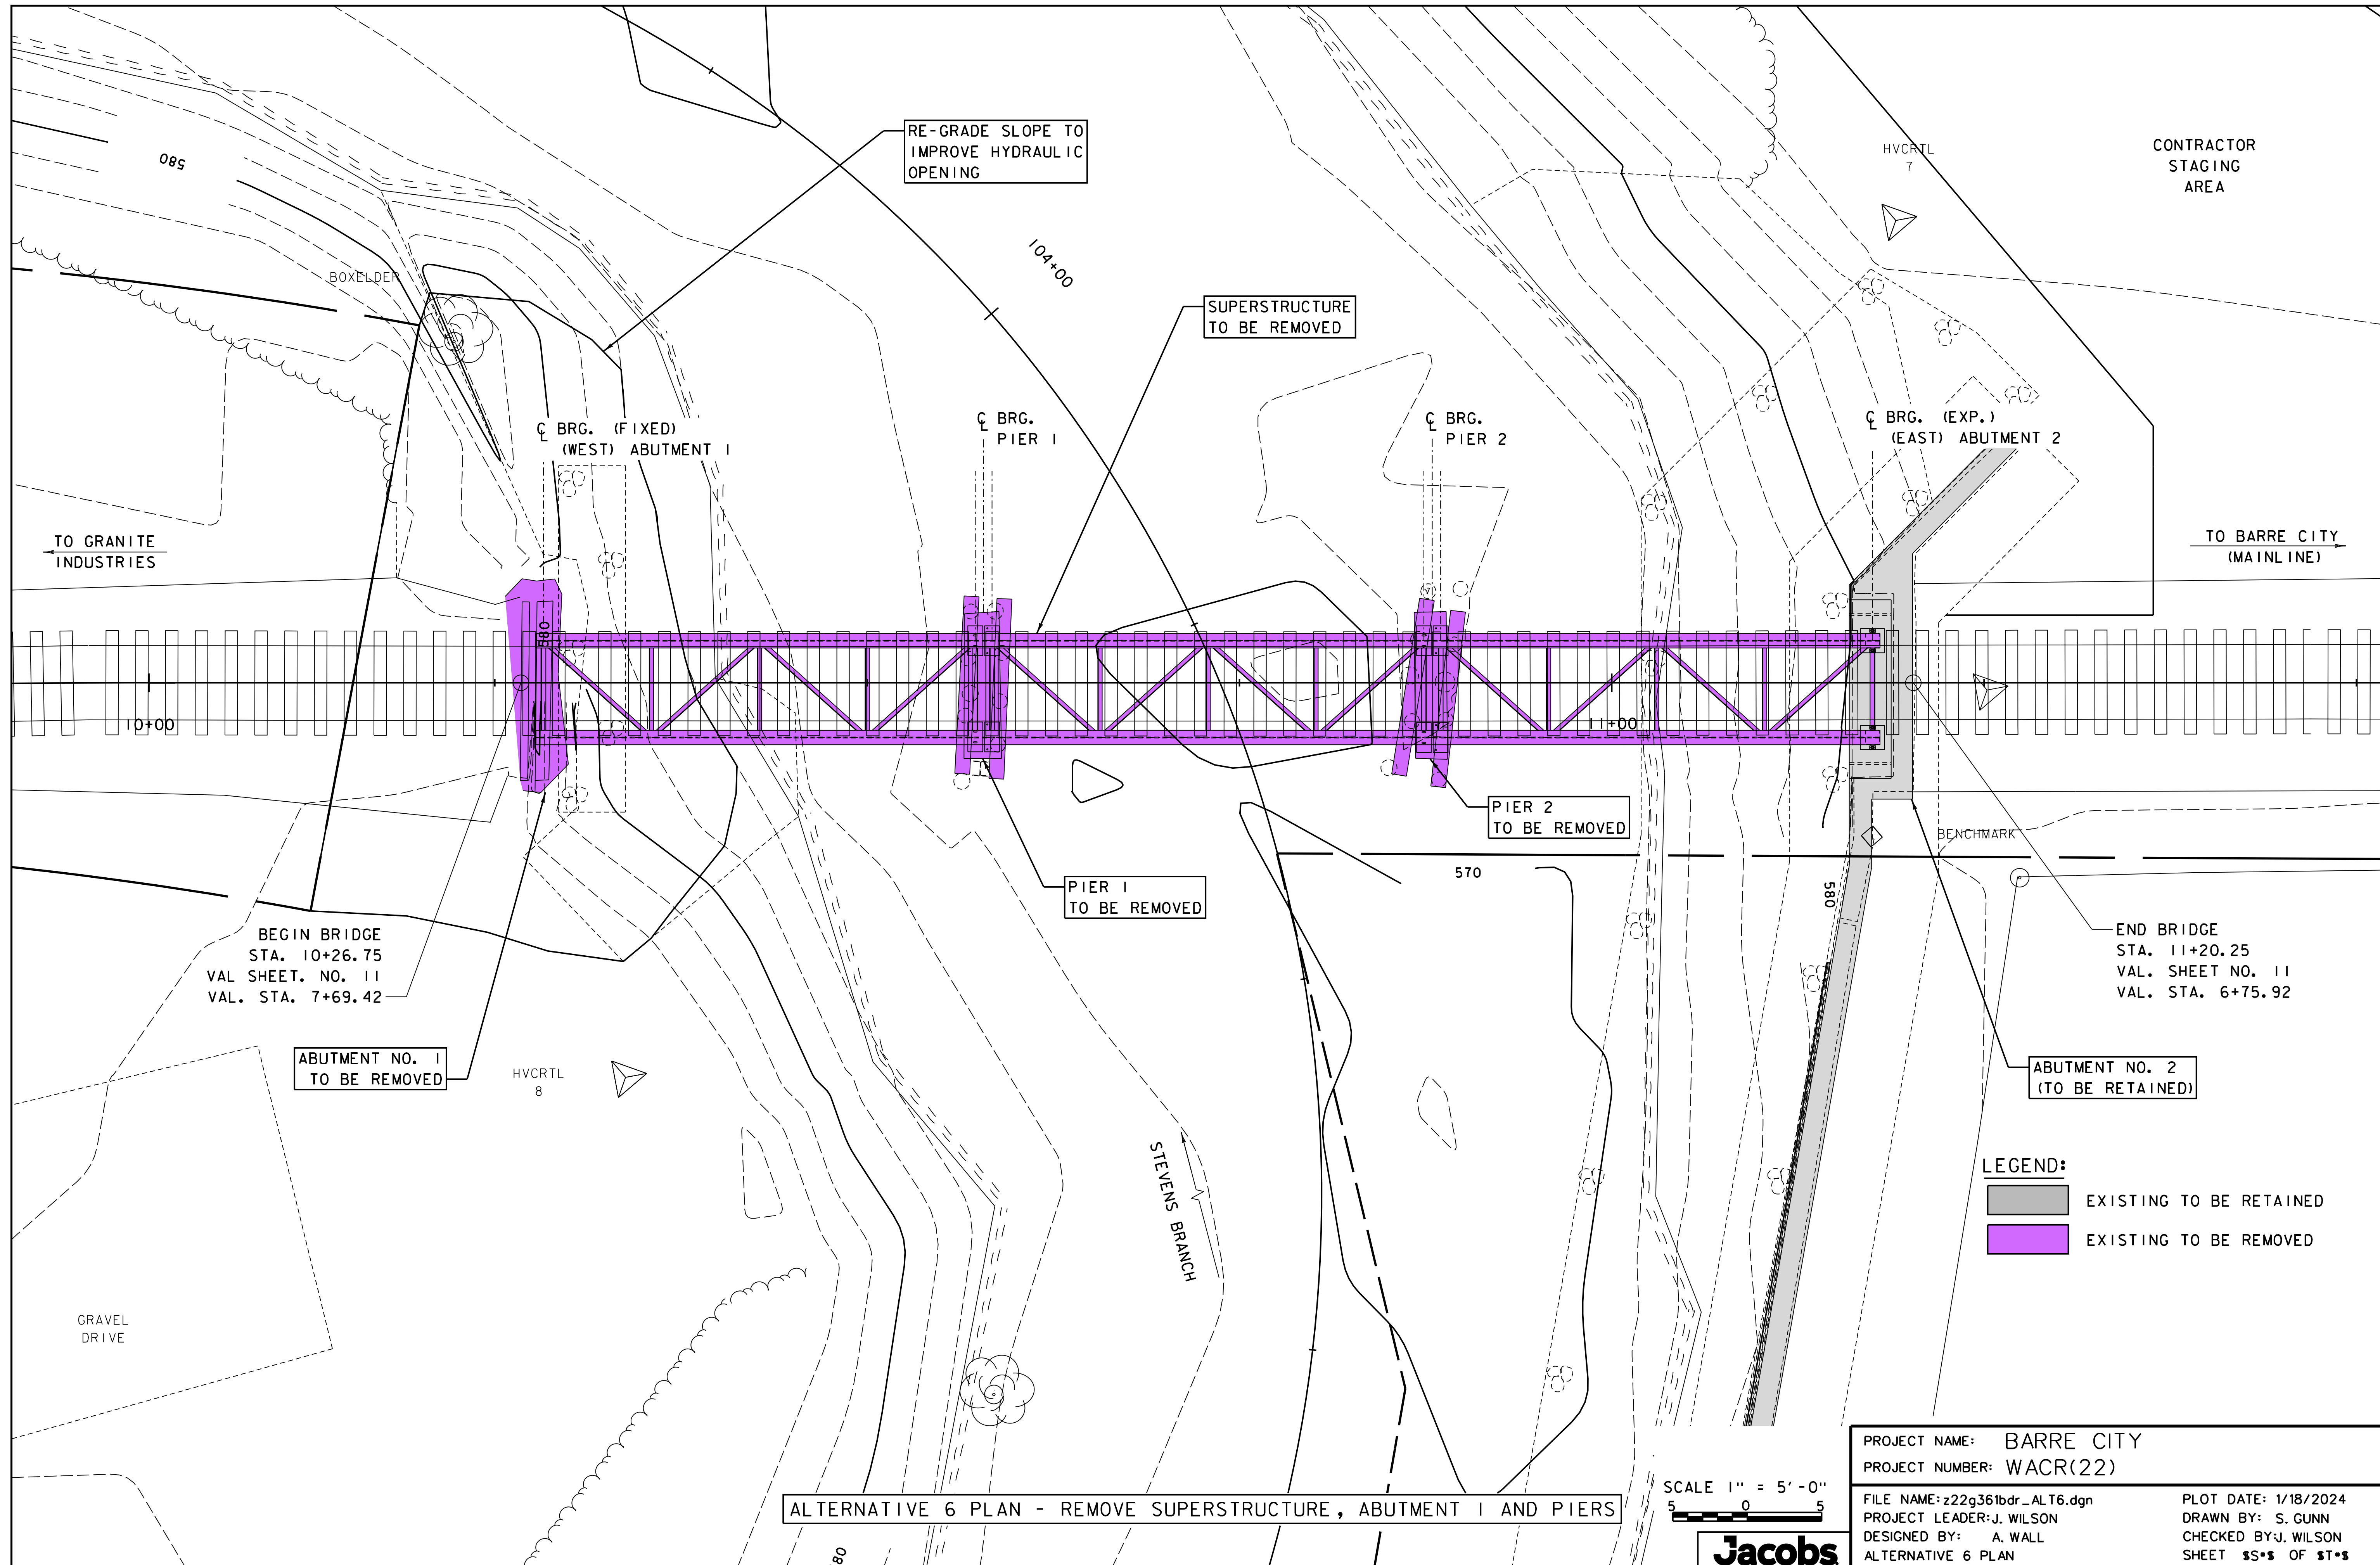 580
RE-GRADE SLOPE TO
IMPROVE HYDRAULIC
OPENING
HVCRTL
7
CONTRACTOR
STAGING
AREA
BOXELDER
104+00
SUPERSTRUCTURE
TO BE REMOVED
℄ BRG. (FIXED)
(WEST) ABUTMENT 1
℄ BRG.
PIER 1
℄ BRG.
PIER 2
℄ BRG. (EXP.)
(EAST) ABUTMENT 2
TO GRANITE
INDUSTRIES
TO BARRE CITY
(MAINLINE)
580
10+00
11+00
PIER 2
TO BE REMOVED
BENCHMARK
570
580
PIER 1
TO BE REMOVED
BEGIN BRIDGE
STA. 10+26.75
VAL SHEET. NO. 11
VAL. STA. 7+69.42
END BRIDGE
STA. 11+20.25
VAL. SHEET NO. 11
VAL. STA. 6+75.92
ABUTMENT NO. 1
TO BE REMOVED
HVCRTL
8
ABUTMENT NO. 2
(TO BE RETAINED)
STEVENS BRANCH
LEGEND:
EXISTING TO BE RETAINED
EXISTING TO BE REMOVED
GRAVEL
DRIVE
ALTERNATIVE 6 PLAN - REMOVE SUPERSTRUCTURE, ABUTMENT 1 AND PIERS
SCALE 1" = 5'-0"
5 0 5
80
Jacobs
PROJECT NAME: BARRE CITY
PROJECT NUMBER: WACR(22)
FILE NAME: z22g361bdr_ALT6.dgn
PROJECT LEADER: J. WILSON
DESIGNED BY: A. WALL
ALTERNATIVE 6 PLAN
PLOT DATE: 1/18/2024
DRAWN BY: S. GUNN
CHECKED BY: J. WILSON
SHEET $S*$ OF $T*$